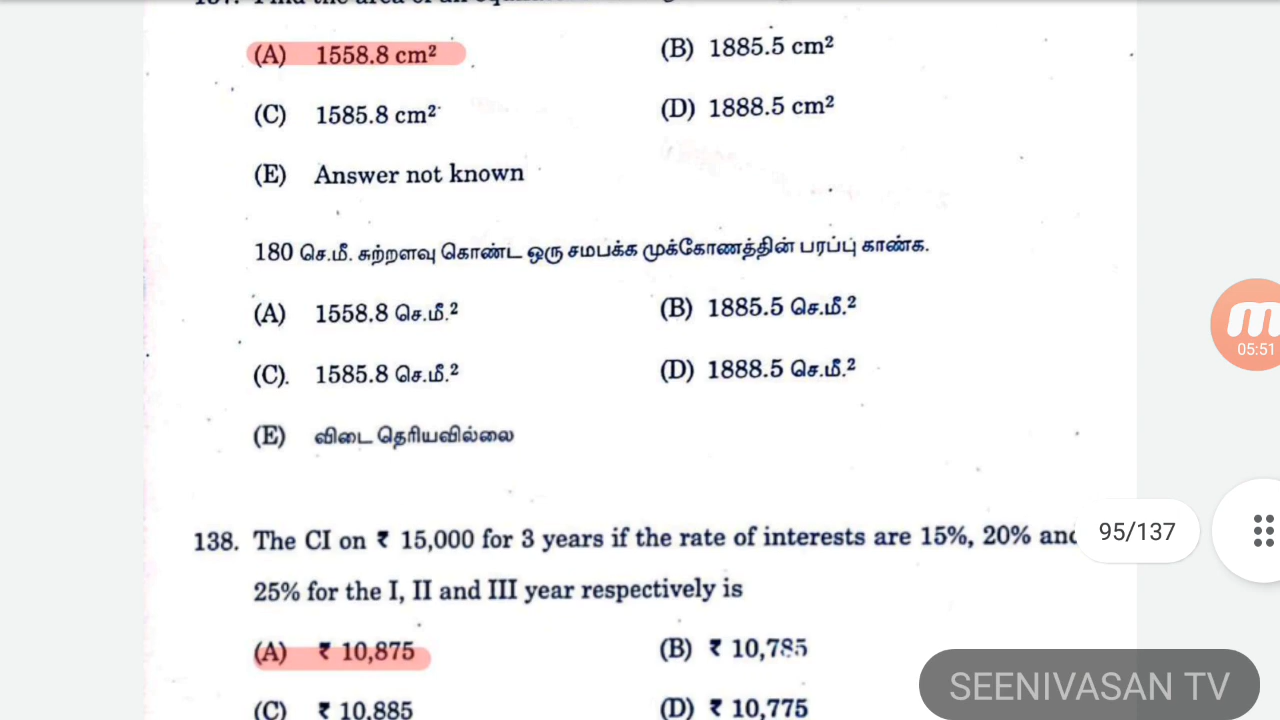 (A) 1558.8 cm²
(B) 1885.5 cm²
(C) 1585.8 cm²
(D) 1888.5 cm²
(E) Answer not known
180 செ.மீ. சுற்றளவு கொண்ட ஒரு சமபக்க முக்கோணத்தின் பரப்பு காண்க.
(A) 1558.8 செ.மீ.²
(B) 1885.5 செ.மீ.²
(C). 1585.8 செ.மீ.²
(D) 1888.5 செ.மீ.²
(E) விடை தெரியவில்லை
138. The CI on ₹ 15,000 for 3 years if the rate of interests are 15%, 20% and
25% for the I, II and III year respectively is
(A) ₹ 10,875
(B) ₹ 10,785
(C) ₹ 10,885
(D) ₹ 10,775
05:51
95/137
SEENIVASAN TV